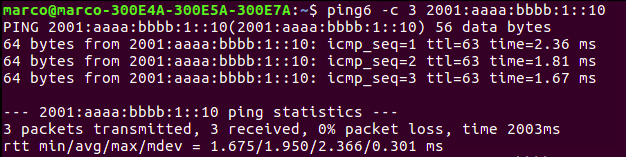 marco@marco-300E4A-300E5A-300E7A:~$ ping6 -c 3 2001:aaaa:bbbb:1::10
PING 2001:aaaa:bbbb:1::10(2001:aaaa:bbbb:1::10) 56 data bytes
64 bytes from 2001:aaaa:bbbb:1::10: icmp_seq=1 ttl=63 time=2.36 ms
64 bytes from 2001:aaaa:bbbb:1::10: icmp_seq=2 ttl=63 time=1.81 ms
64 bytes from 2001:aaaa:bbbb:1::10: icmp_seq=3 ttl=63 time=1.67 ms

--- 2001:aaaa:bbbb:1::10 ping statistics ---
3 packets transmitted, 3 received, 0% packet loss, time 2003ms
rtt min/avg/max/mdev = 1.675/1.950/2.366/0.301 ms